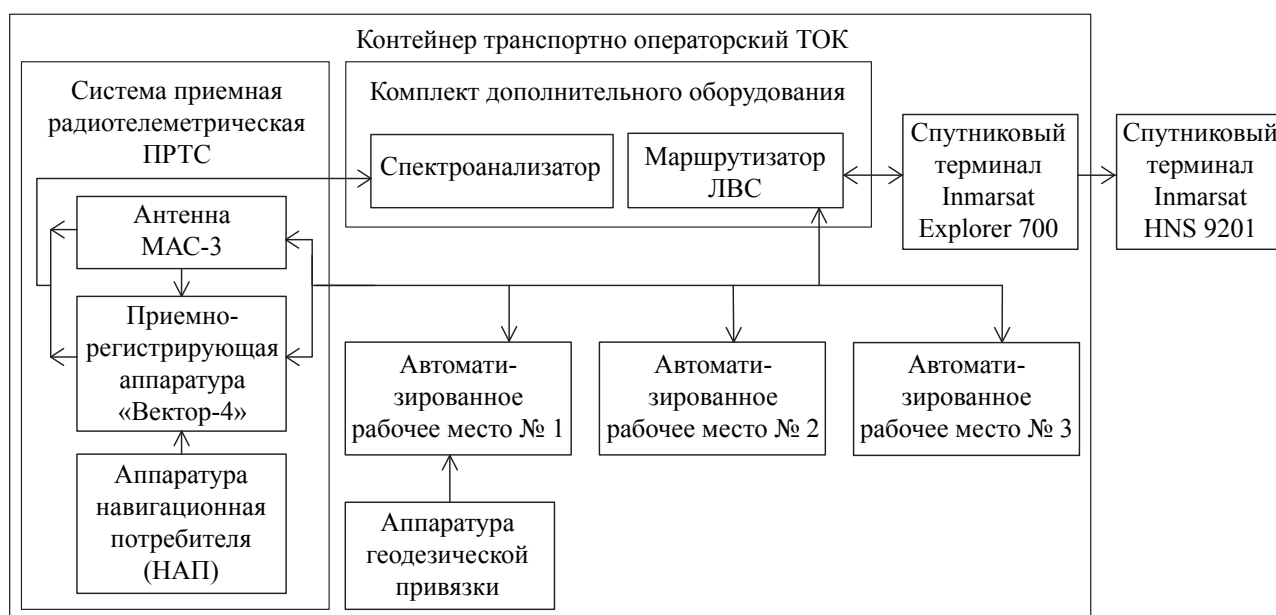 Контейнер транспортно операторский ТОК
Система приемная
радиотелеметрическая
ПРТС
Комплект дополнительного оборудования
Спектроанализатор
Маршрутизатор
ЛВС
Спутниковый
терминал
Inmarsat
Explorer 700
Спутниковый
терминал
Inmarsat
HNS 9201
Антенна
МАС-3
Приемно-
регистрирующая
аппаратура
«Вектор-4»
Автомати-
зированное
рабочее место № 1
Автомати-
зированное
рабочее место № 2
Автомати-
зированное
рабочее место № 3
Аппаратура
навигационная
потребителя
(НАП)
Аппаратура
геодезической
привязки